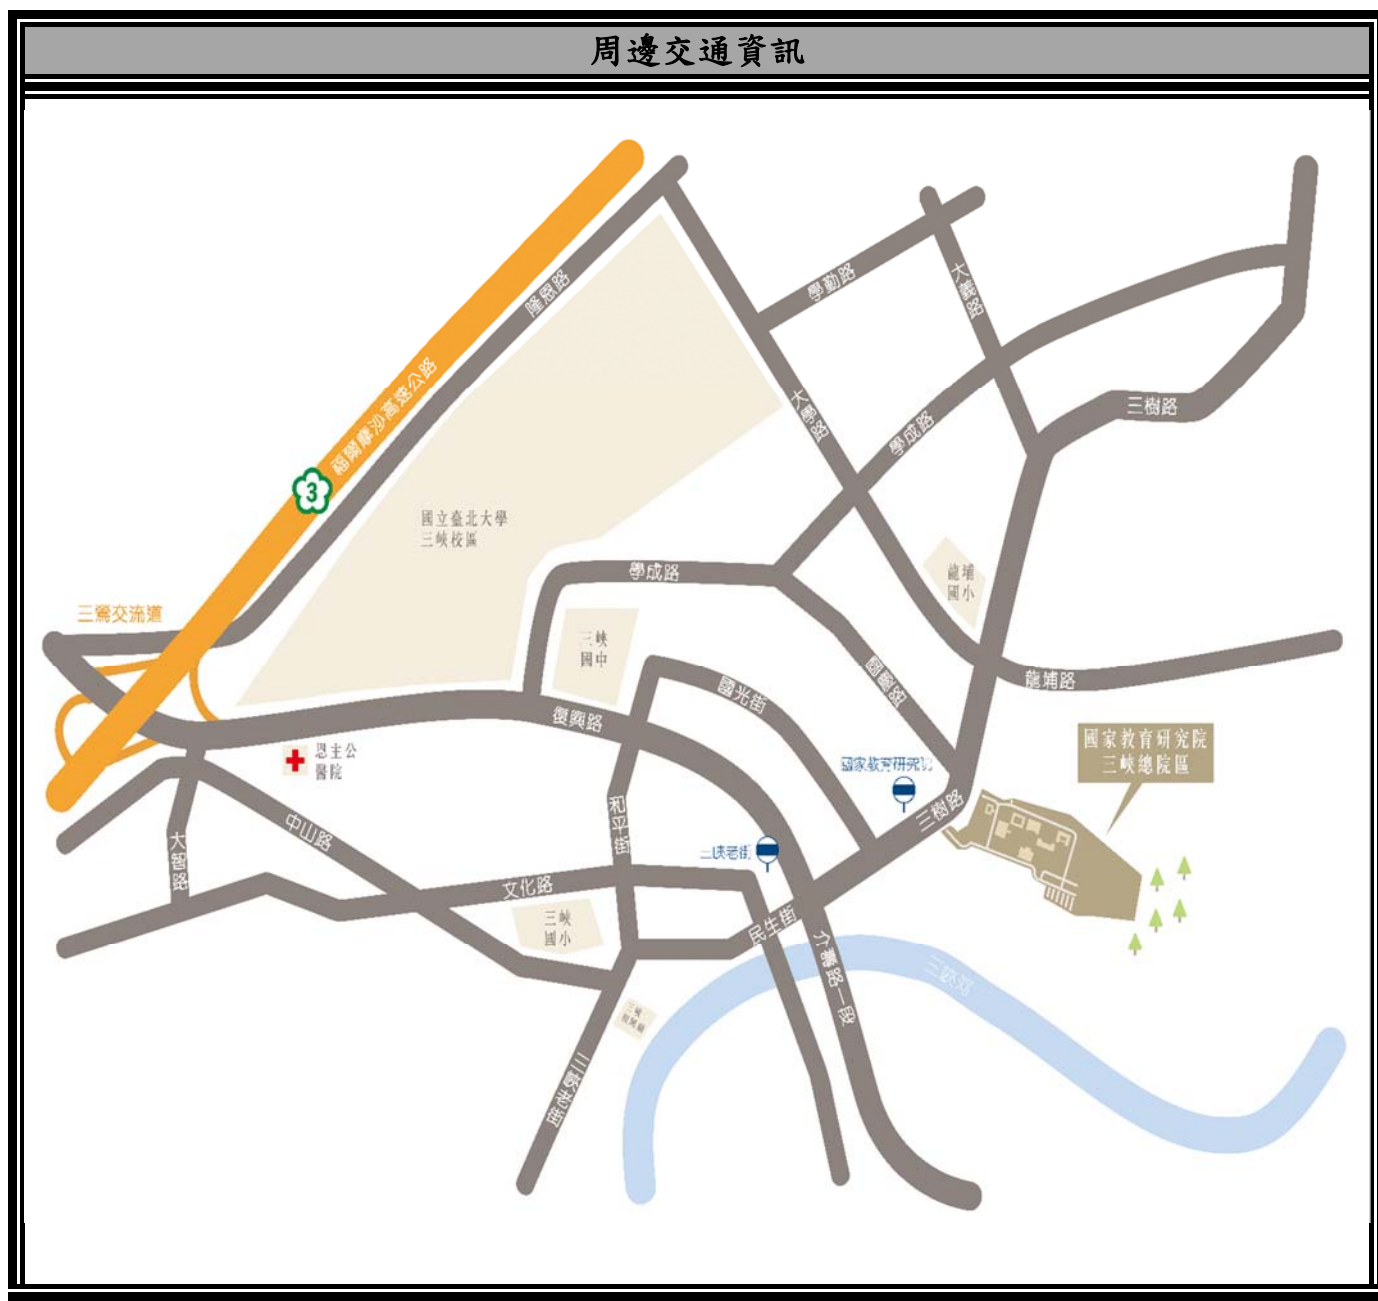 周邊交通資訊
隆恩路
學勤路
大義路
福爾摩沙高速公路
3
大學路
學成路
三樹路
國立臺北大學
三峽校區
學成路
龍埔
國小
三鶯交流道
三峽
國中
國光街
國慶路
龍埔路
復興路
恩主公
醫院
國家教育研究院
國家教育研究院
三峽總院區
和平街
三樹路
中山路
大智路
三峽老街
文化路
三峽
國小
民生街
介壽路一段
三峽河
三峽老街